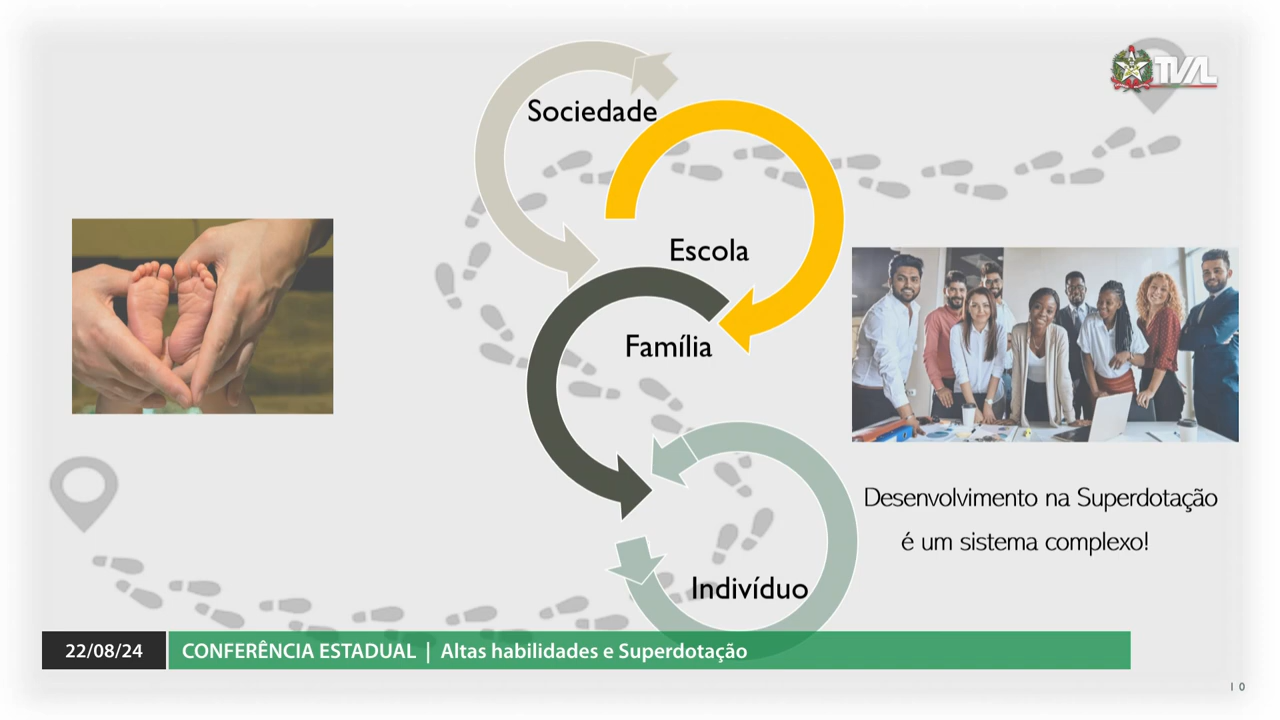 TVAL
Sociedade
Escola
Família
Desenvolvimento na Superdotação
é um sistema complexo!
Indivíduo
22/08/24 CONFERÊNCIA ESTADUAL | Altas habilidades e Superdotação
10